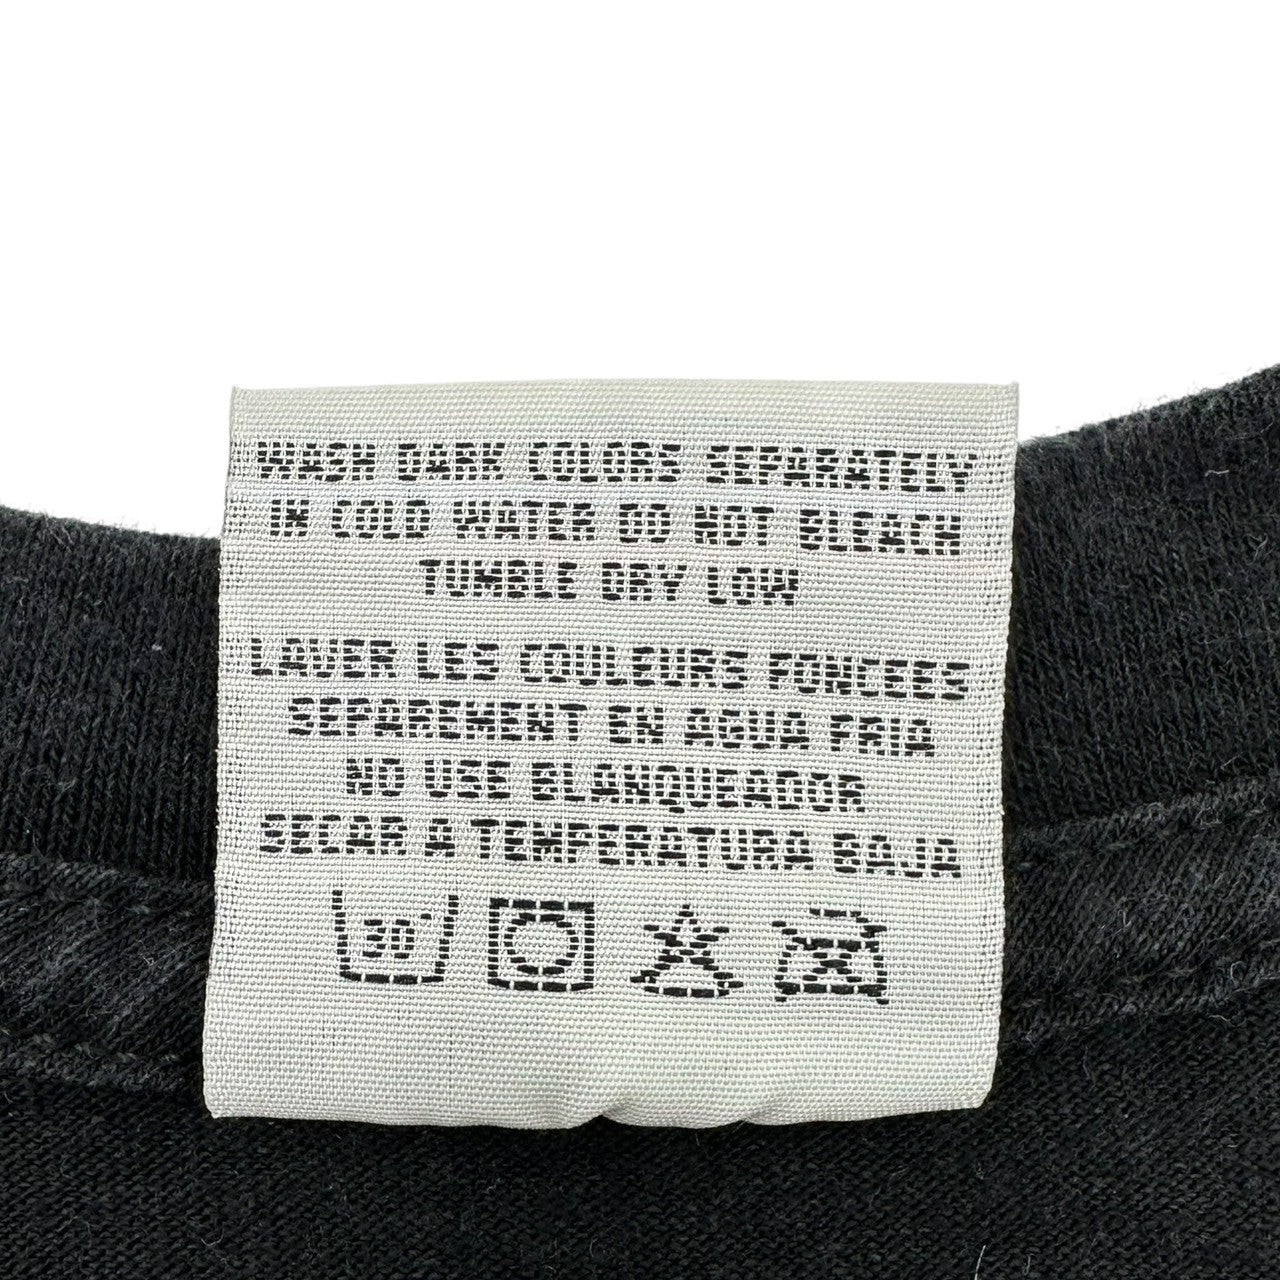 WASH DARK COLORS SEPARATELY
IN COLD WATER DO NOT BLEACH
TUMBLE DRY LOW
LAVER LES COULEURS FONCEES
SEPAREMENT EN AGUA FRIA
NO USE BLANQUEADOR
SECAR A TEMPERATURA BAJA
30°